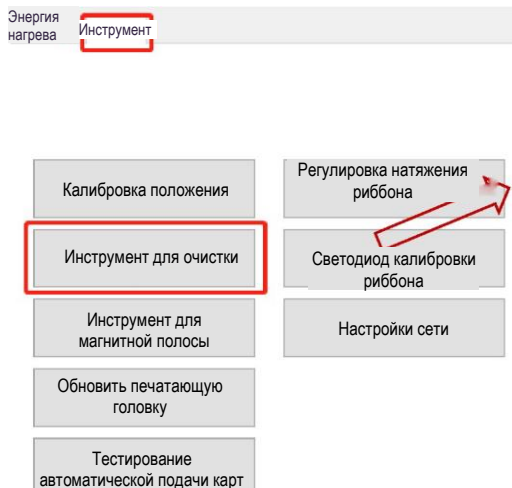 Энергия
нагрева
Инструмент
Калибровка положения
Регулировка натяжения
риббона
Инструмент для очистки
Светодиод калибровки
риббона
Инструмент для
магнитной полосы
Настройки сети
Обновить печатающую
головку
Тестирование
автоматической подачи карт